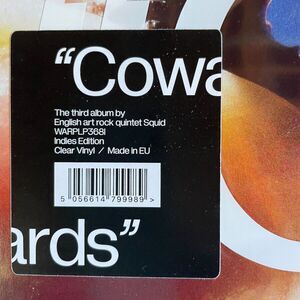 “Cowa
The third album by
English art rock quintet Squid
WARPLP368I
Indies Edition
Clear Vinyl / Made in EU
5 056614 799989 >
ards”